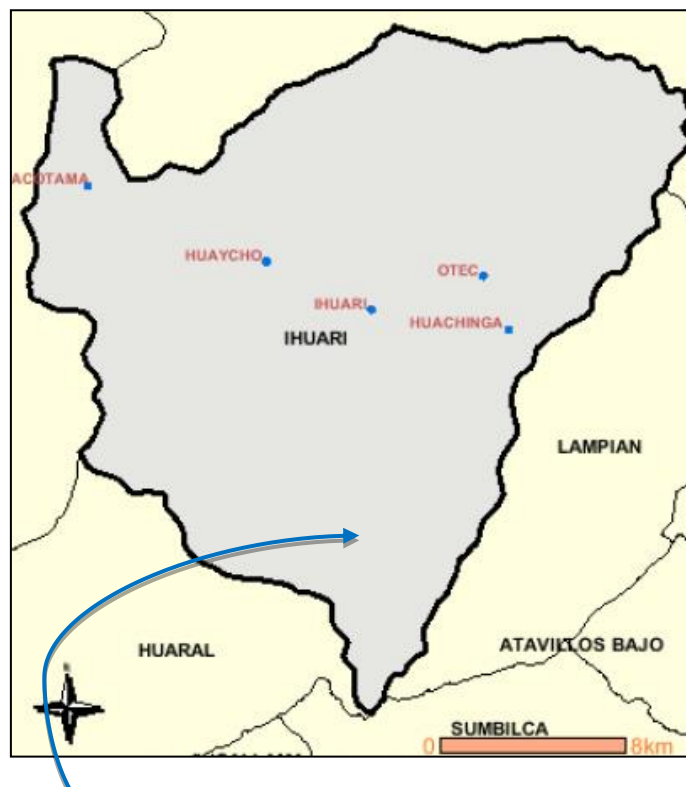 ACOTAMA
HUAYCHO
OTEC
IHUARI
HUACHINGA
IHUARI
LAMPIAN
HUARAL
ATAVILLOS BAJO
SUMBILCA
0 8km